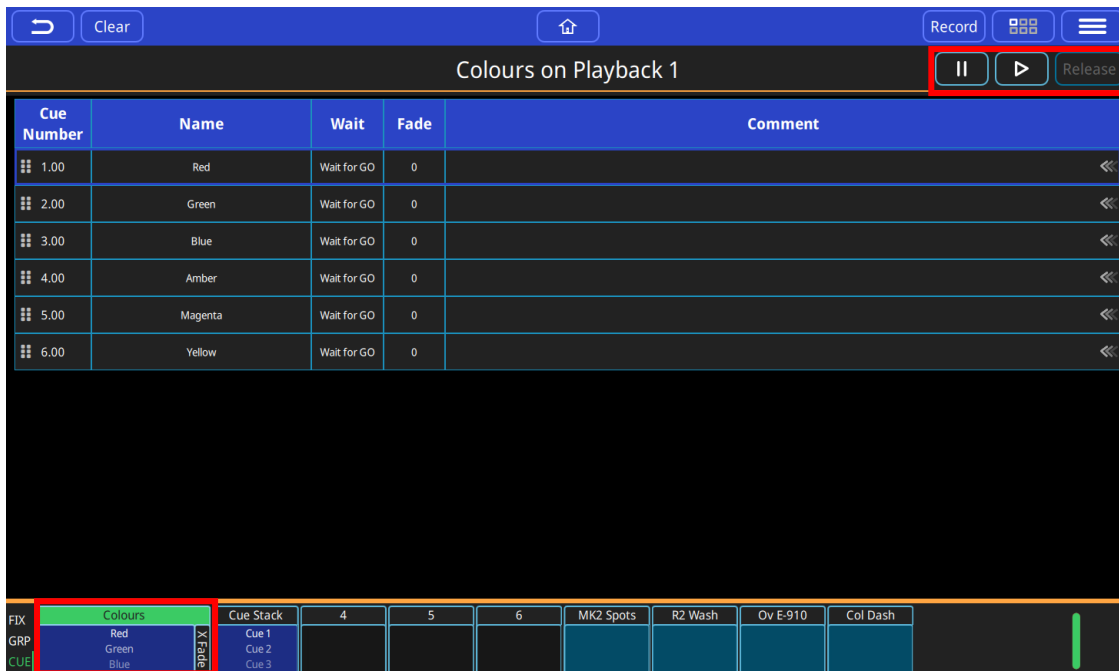 Clear
Record
Colours on Playback 1
Release
Cue Number Name Wait Fade Comment
1.00 Red Wait for GO 0
2.00 Green Wait for GO 0
3.00 Blue Wait for GO 0
4.00 Amber Wait for GO 0
5.00 Magenta Wait for GO 0
6.00 Yellow Wait for GO 0
FIX
GRP
CUE
Colours
Red
Green
Blue
X Fade
Cue Stack
Cue 1
Cue 2
Cue 3
4
5
6
MK2 Spots
R2 Wash
Ov E-910
Col Dash